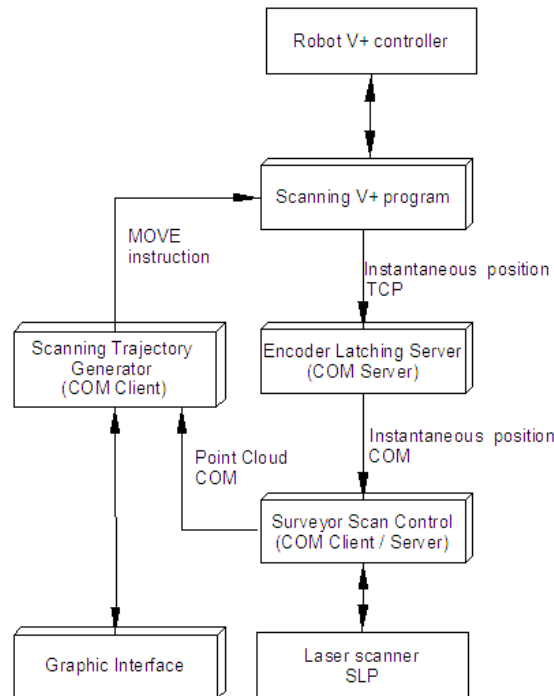 Robot V+ controller
Scanning V+ program
MOVE
instruction
Instantaneous position
TCP
Scanning Trajectory
Generator
(COM Client)
Encoder Latching Server
(COM Server)
Point Cloud
COM
Instantaneous position
COM
Surveyor Scan Control
(COM Client / Server)
Graphic Interface
Laser scanner
SLP